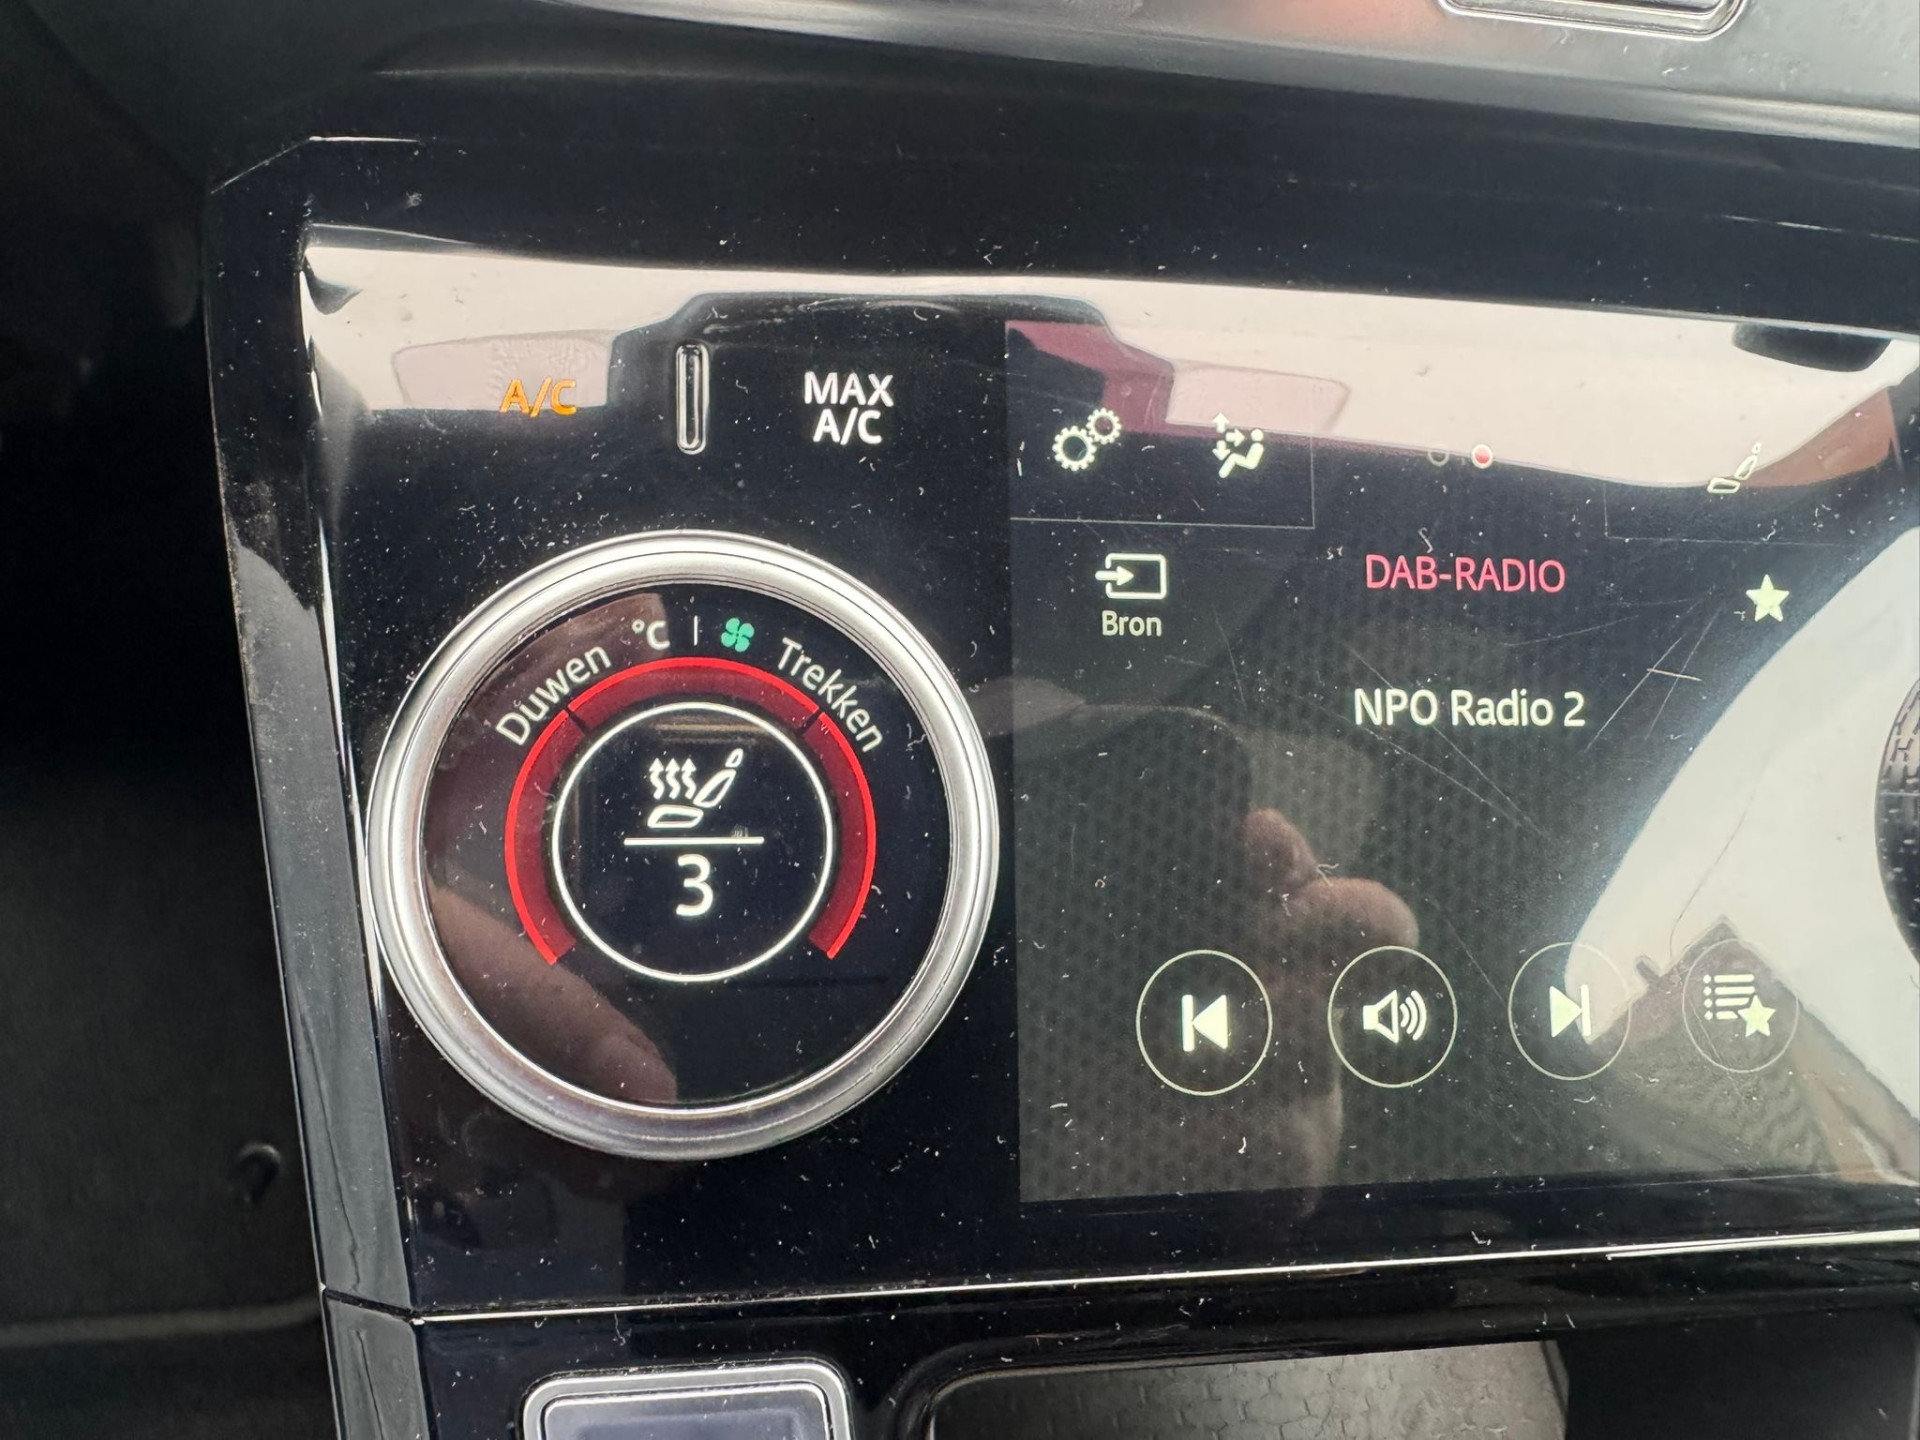 A/C
MAX
A/C
Duwen °C | Trekken
3
DAB-RADIO
Bron
NPO Radio 2